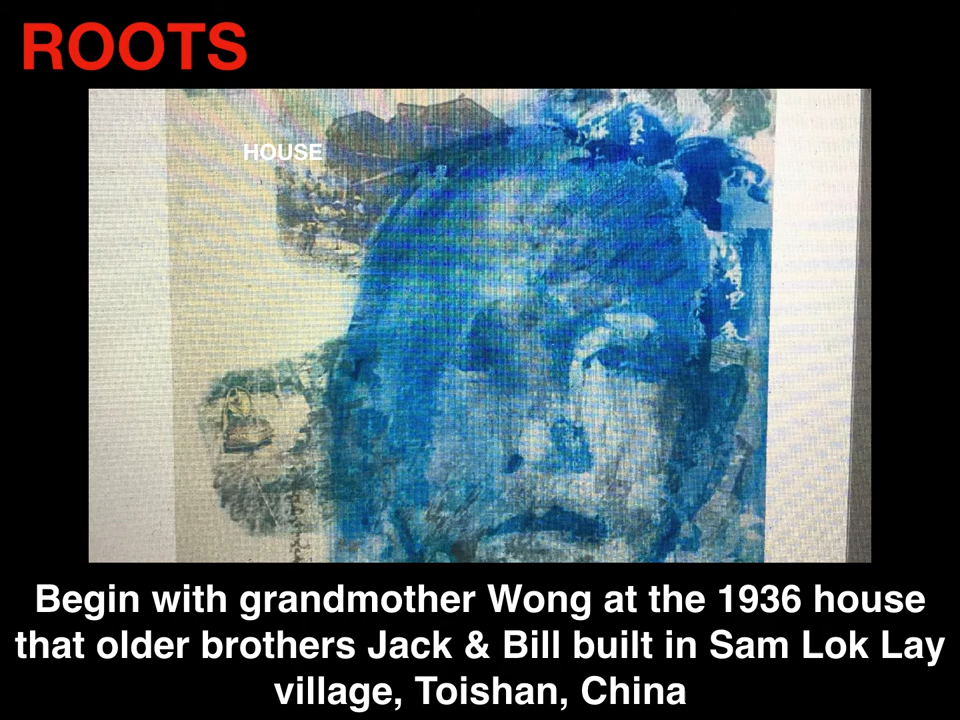 ROOTS
HOUSE
Begin with grandmother Wong at the 1936 house
that older brothers Jack & Bill built in Sam Lok Lay
village, Toishan, China